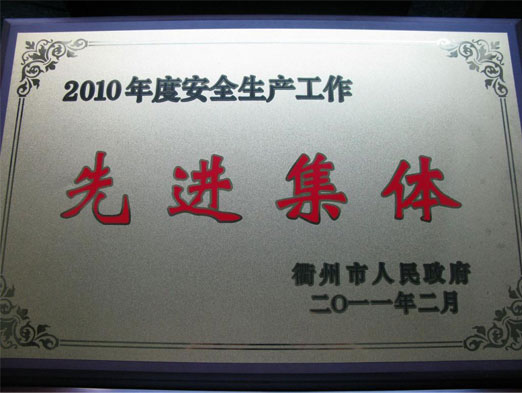 2010年度安全生产工作
先进集体
衢州市人民政府
二〇一一年二月